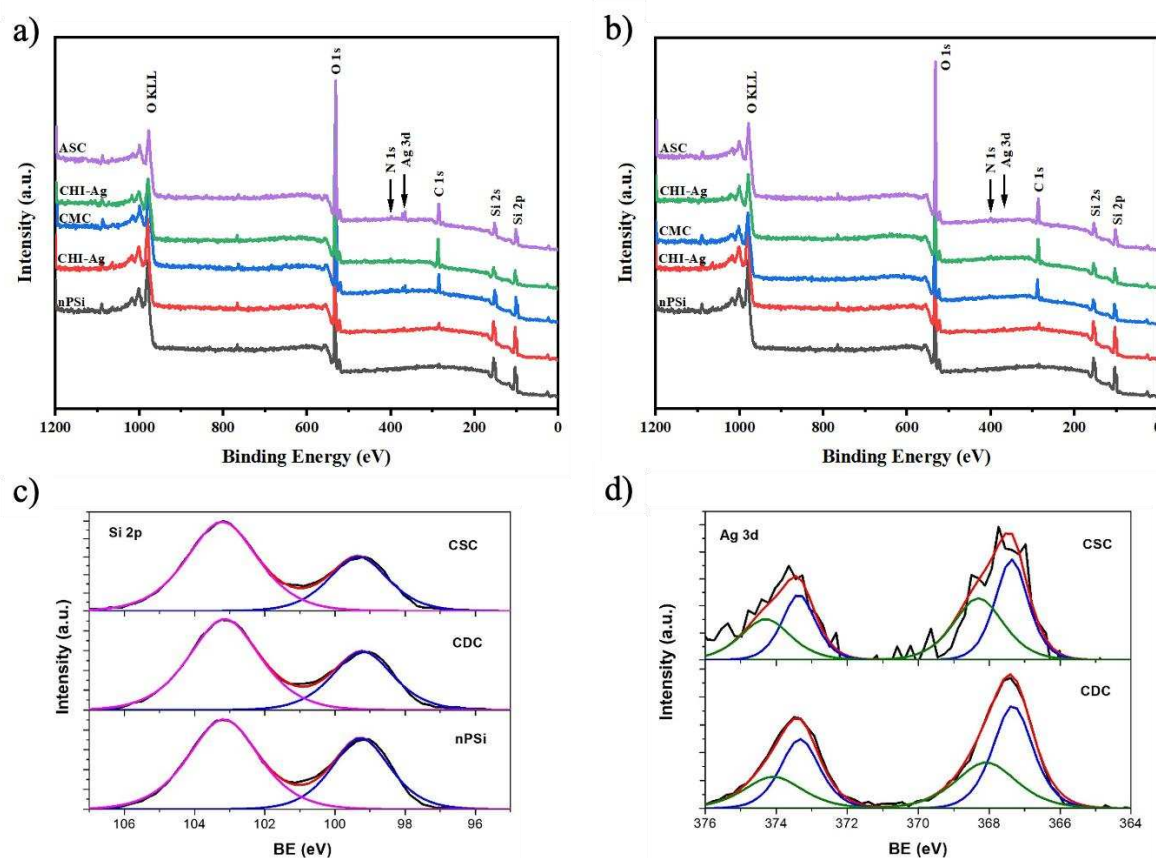 a)
O KLL
O 1s
N 1s
Ag 3d
C 1s
Si 2s
Si 2p
ASC
CHI-Ag
CMC
CHI-Ag
nPSi
Intensity (a.u.)
1200 1000 800 600 400 200 0
Binding Energy (eV)
b)
O KLL
O 1s
N 1s
Ag 3d
C 1s
Si 2s
Si 2p
ASC
CHI-Ag
CMC
CHI-Ag
nPSi
Intensity (a.u.)
1200 1000 800 600 400 200 0
Binding Energy (eV)
c)
Si 2p
CSC
CDC
nPSi
Intensity (a.u.)
106 104 102 100 98 96
BE (eV)
d)
Ag 3d
CSC
CDC
Intensity (a.u.)
376 374 373 372 370 368 367 366 364
BE (eV)